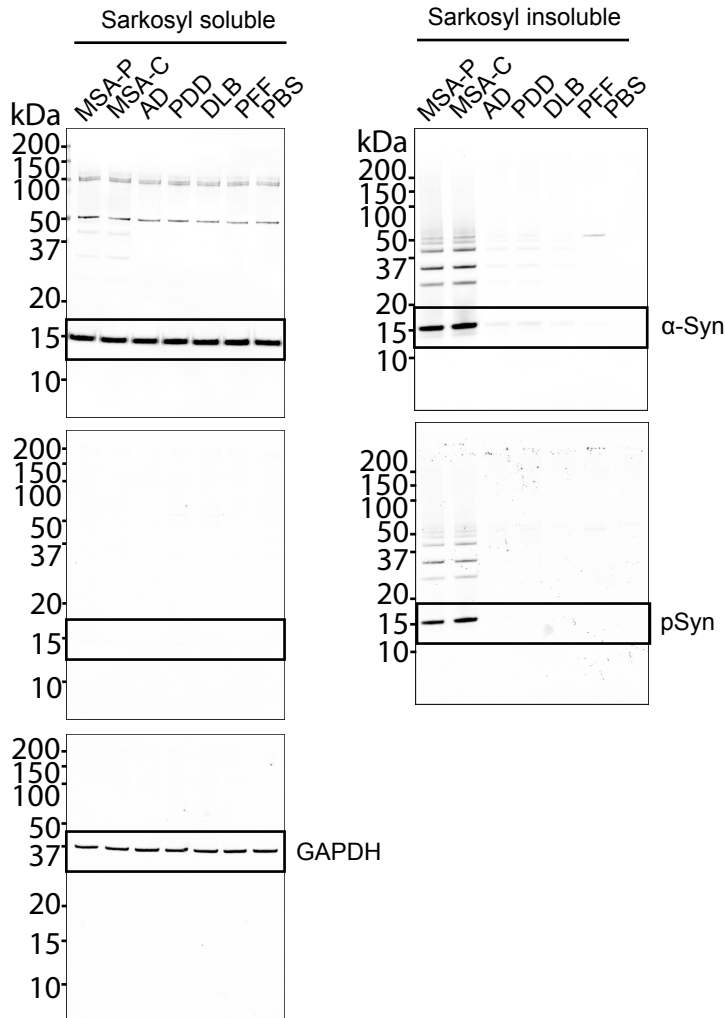 Sarkosyl soluble
MSA-P
MSA-C
AD
PDD
DLB
PFF
PBS
kDa
200
150
100
50
37
20
15
10
200
150
100
50
37
20
15
10
200
150
100
50
37
20
15
10
GAPDH
Sarkosyl insoluble
MSA-P
MSA-C
AD
PDD
DLB
PFF
PBS
kDa
200
150
100
50
37
20
15
10
α-Syn
200
150
100
50
37
20
15
10
pSyn